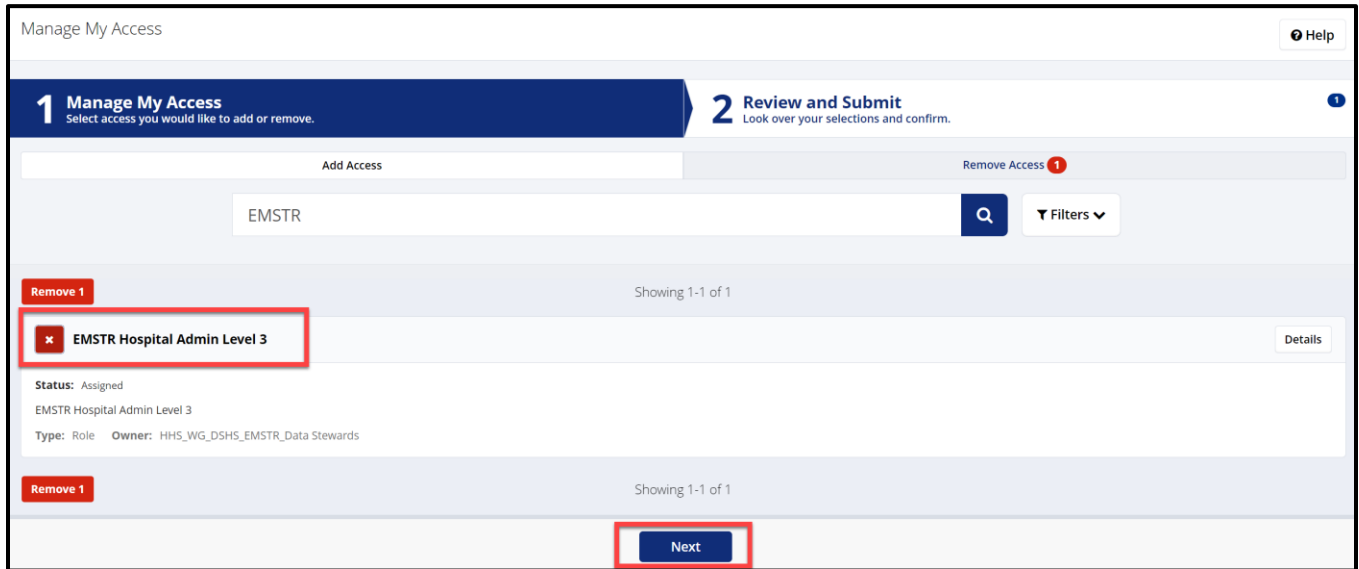 Manage My Access
Help
1 Manage My Access
Select access you would like to add or remove.
2 Review and Submit
Look over your selections and confirm.
1
Add Access
Remove Access 1
EMSTR
Filters
Remove 1
Showing 1-1 of 1
EMSTR Hospital Admin Level 3
Details
Status: Assigned
EMSTR Hospital Admin Level 3
Type: Role Owner: HHS_WG_DSHS_EMSTR_Data Stewards
Remove 1
Showing 1-1 of 1
Next